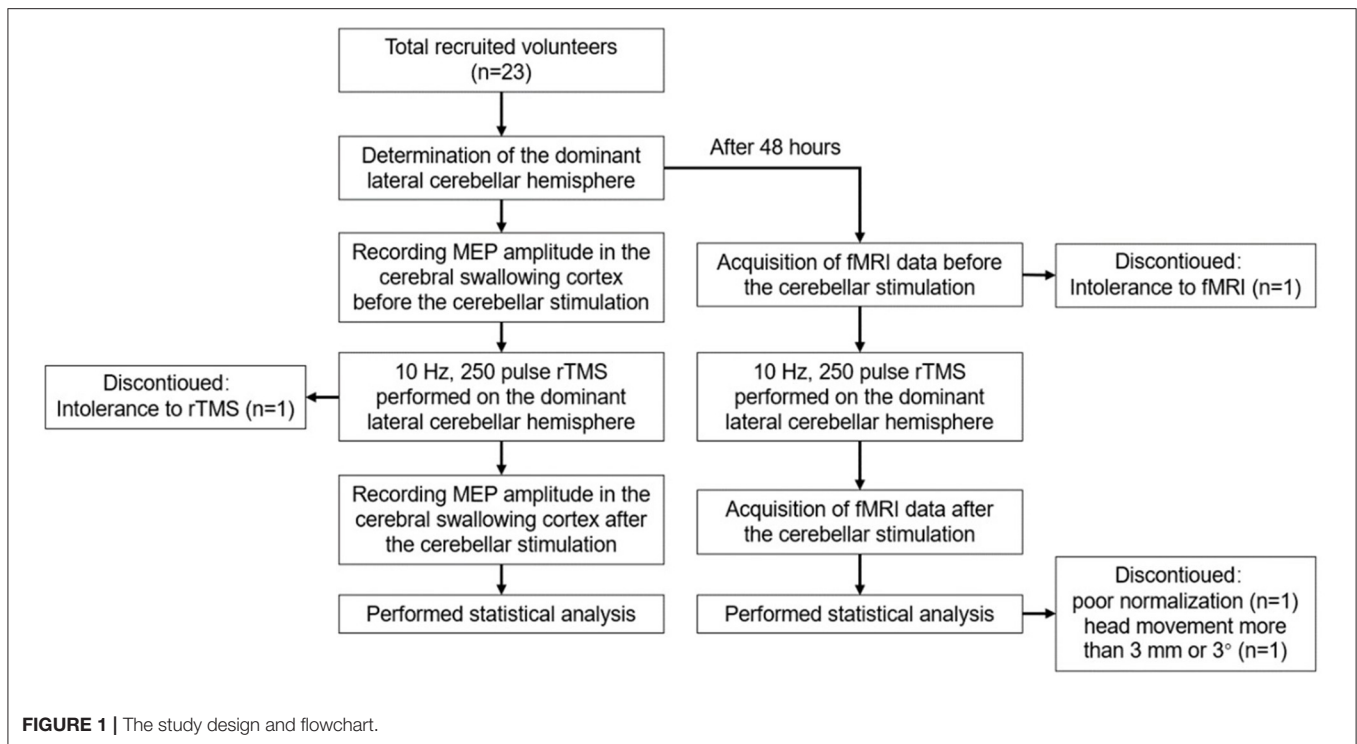 Total recruited volunteers
(n=23)
Determination of the dominant
lateral cerebellar hemisphere
After 48 hours
Recording MEP amplitude in the
cerebral swallowing cortex
before the cerebellar stimulation
Acquisition of fMRI data before
the cerebellar stimulation
Discontioued:
Intolerance to fMRI (n=1)
Discontioued:
Intolerance to rTMS (n=1)
10 Hz, 250 pulse rTMS
performed on the dominant
lateral cerebellar hemisphere
10 Hz, 250 pulse rTMS
performed on the dominant
lateral cerebellar hemisphere
Recording MEP amplitude in the
cerebral swallowing cortex after
the cerebellar stimulation
Acquisition of fMRI data after
the cerebellar stimulation
Performed statistical analysis
Performed statistical analysis
Discontioued:
poor normalization (n=1)
head movement more
than 3 mm or 3° (n=1)
FIGURE 1 | The study design and flowchart.